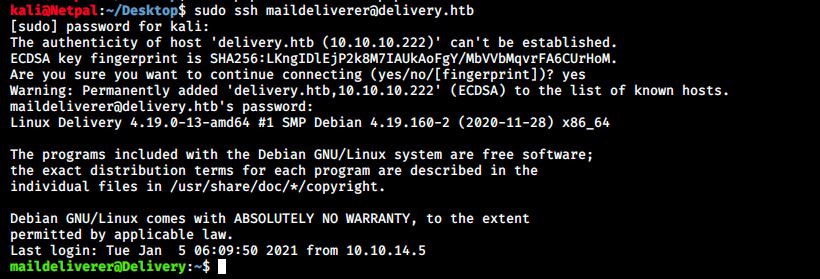 kali@Netpal:~/Desktop$ sudo ssh maildeliverer@delivery.htb
[sudo] password for kali:
The authenticity of host 'delivery.htb (10.10.10.222)' can't be established.
ECDSA key fingerprint is SHA256:LKngIDlEjP2k8M7IAUkAoFgY/MbVVbMqvrFA6CUrHoM.
Are you sure you want to continue connecting (yes/no/[fingerprint])? yes
Warning: Permanently added 'delivery.htb,10.10.10.222' (ECDSA) to the list of known hosts.
maildeliverer@delivery.htb's password:
Linux Delivery 4.19.0-13-amd64 #1 SMP Debian 4.19.160-2 (2020-11-28) x86_64
The programs included with the Debian GNU/Linux system are free software;
the exact distribution terms for each program are described in the
individual files in /usr/share/doc/*/copyright.
Debian GNU/Linux comes with ABSOLUTELY NO WARRANTY, to the extent
permitted by applicable law.
Last login: Tue Jan  5 06:09:50 2021 from 10.10.14.5
maildeliverer@Delivery:~$